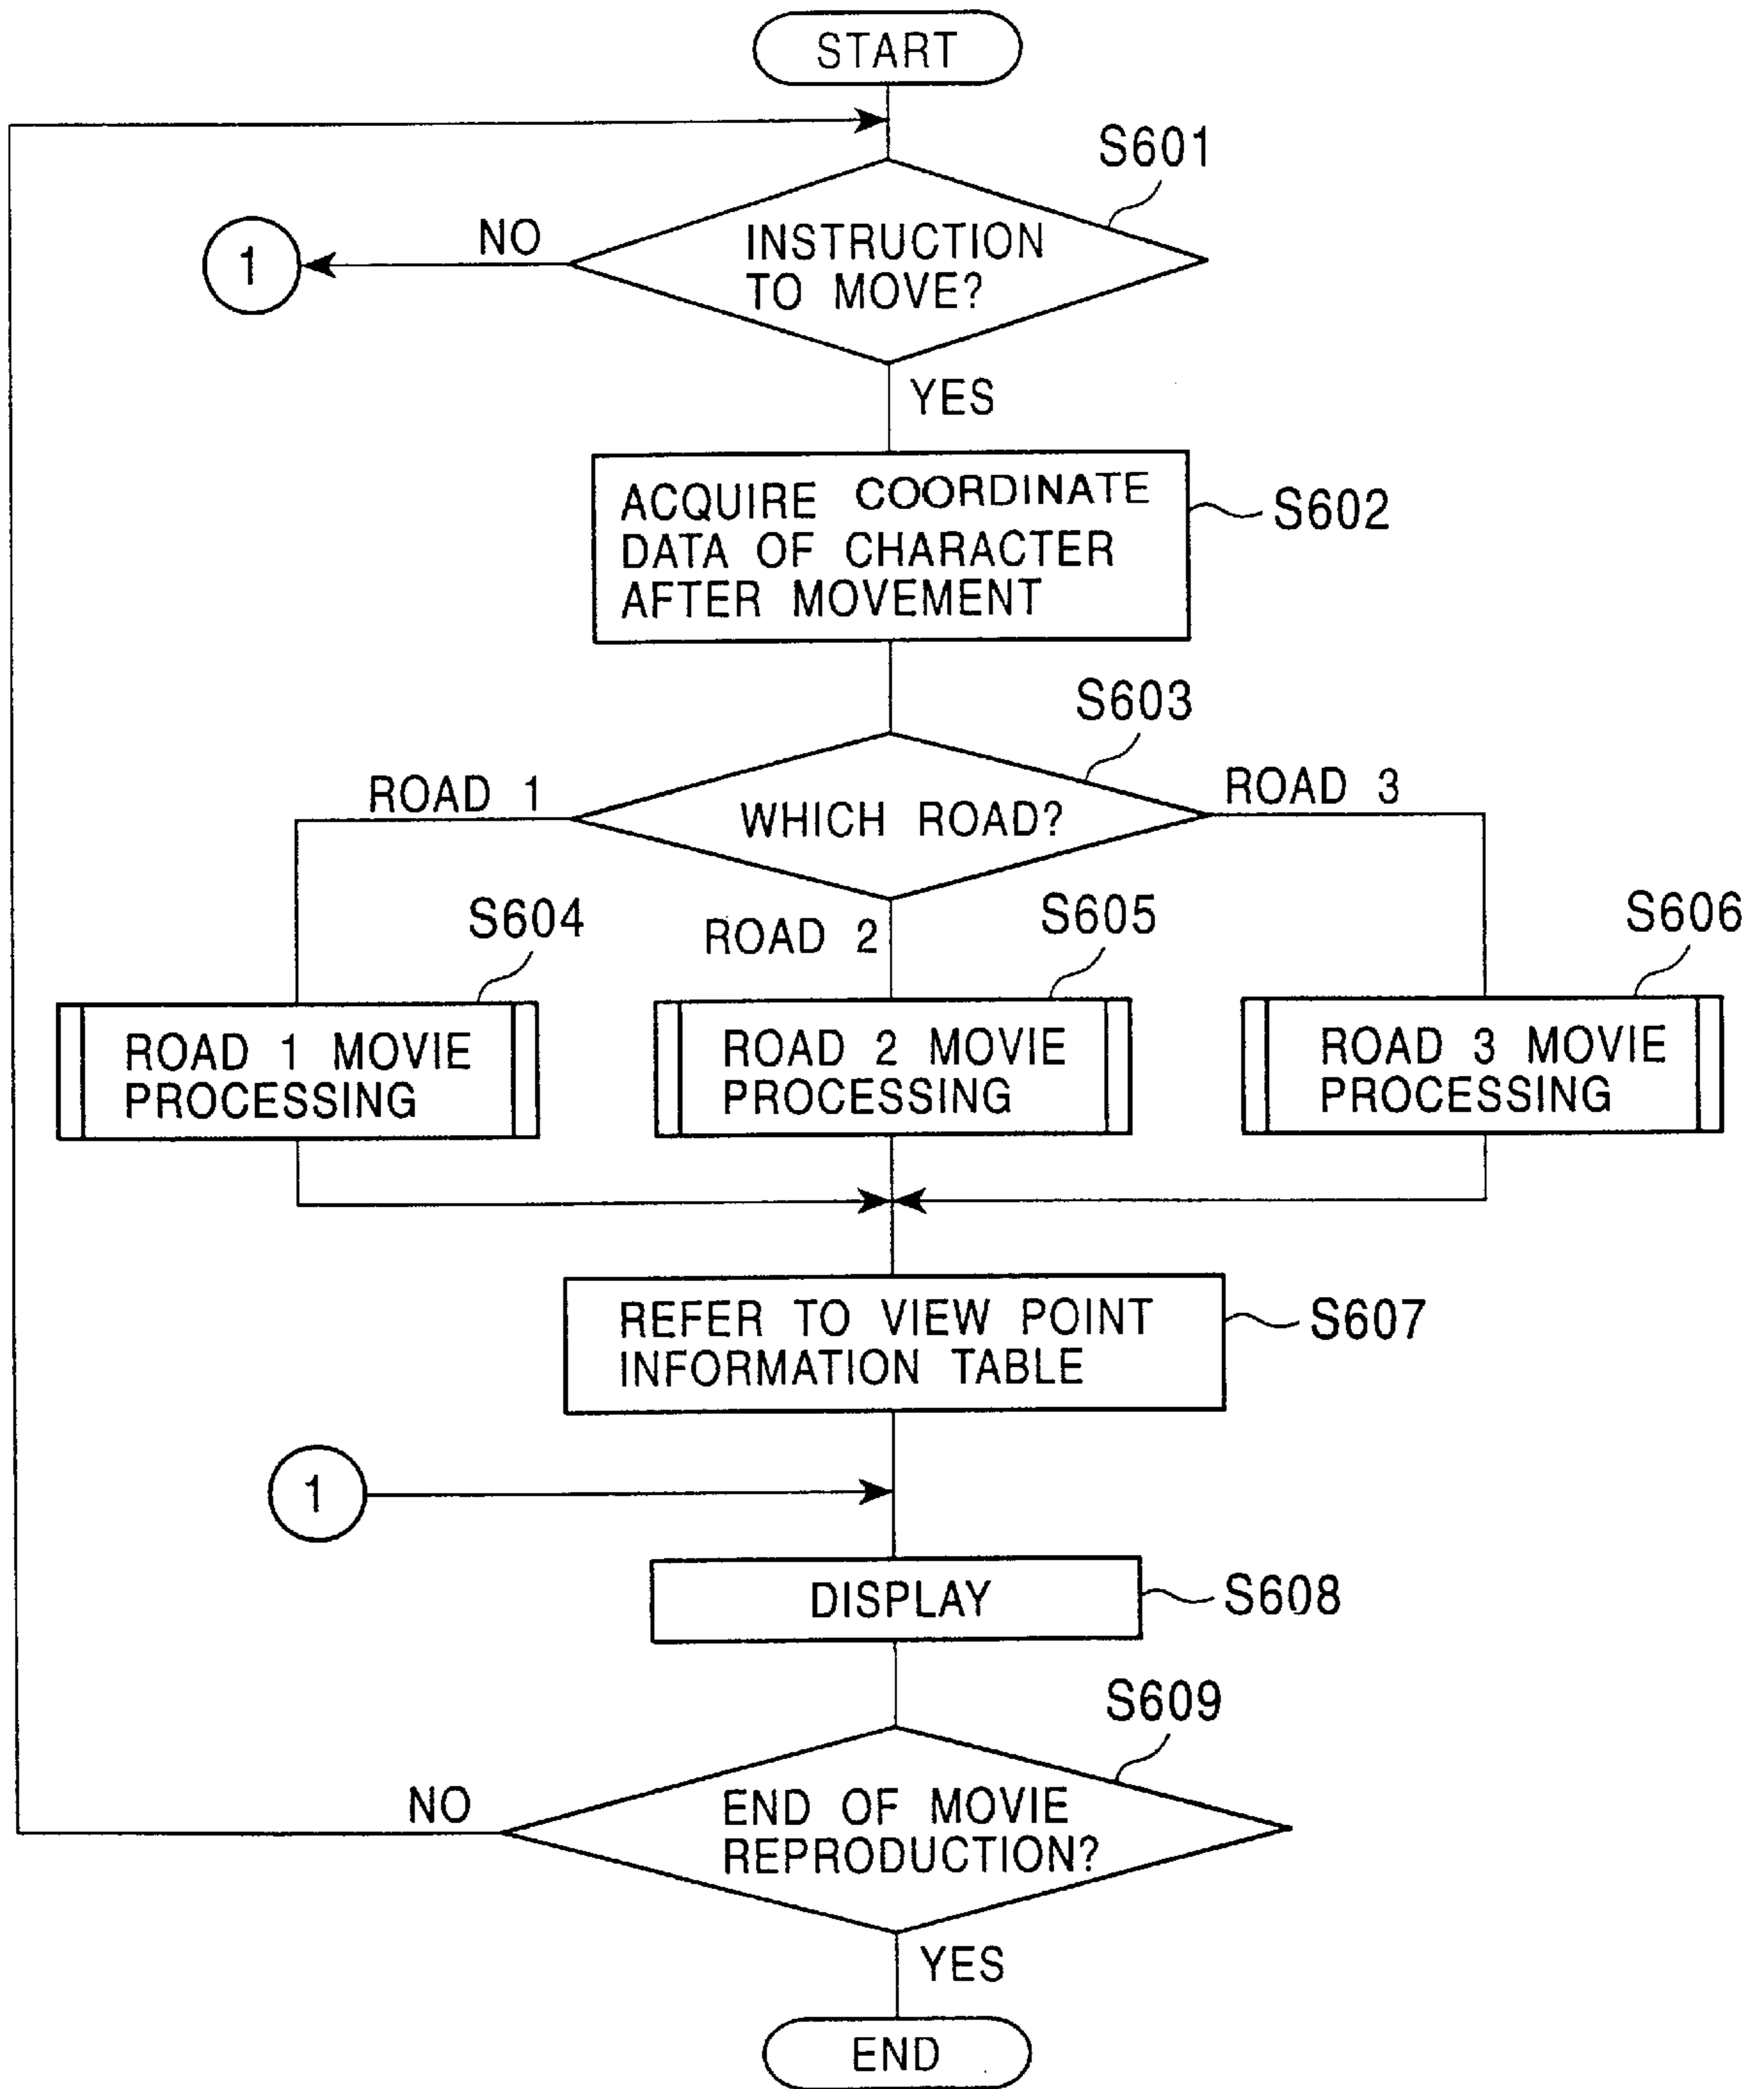 START
S601
NO
1
INSTRUCTION
TO MOVE?
YES
ACQUIRE COORDINATE
DATA OF CHARACTER
AFTER MOVEMENT
S602
S603
ROAD 1
WHICH ROAD?
ROAD 3
S604
ROAD 2
S605
S606
ROAD 1 MOVIE
PROCESSING
ROAD 2 MOVIE
PROCESSING
ROAD 3 MOVIE
PROCESSING
REFER TO VIEW POINT
INFORMATION TABLE
S607
1
DISPLAY
S608
S609
NO
END OF MOVIE
REPRODUCTION?
YES
END